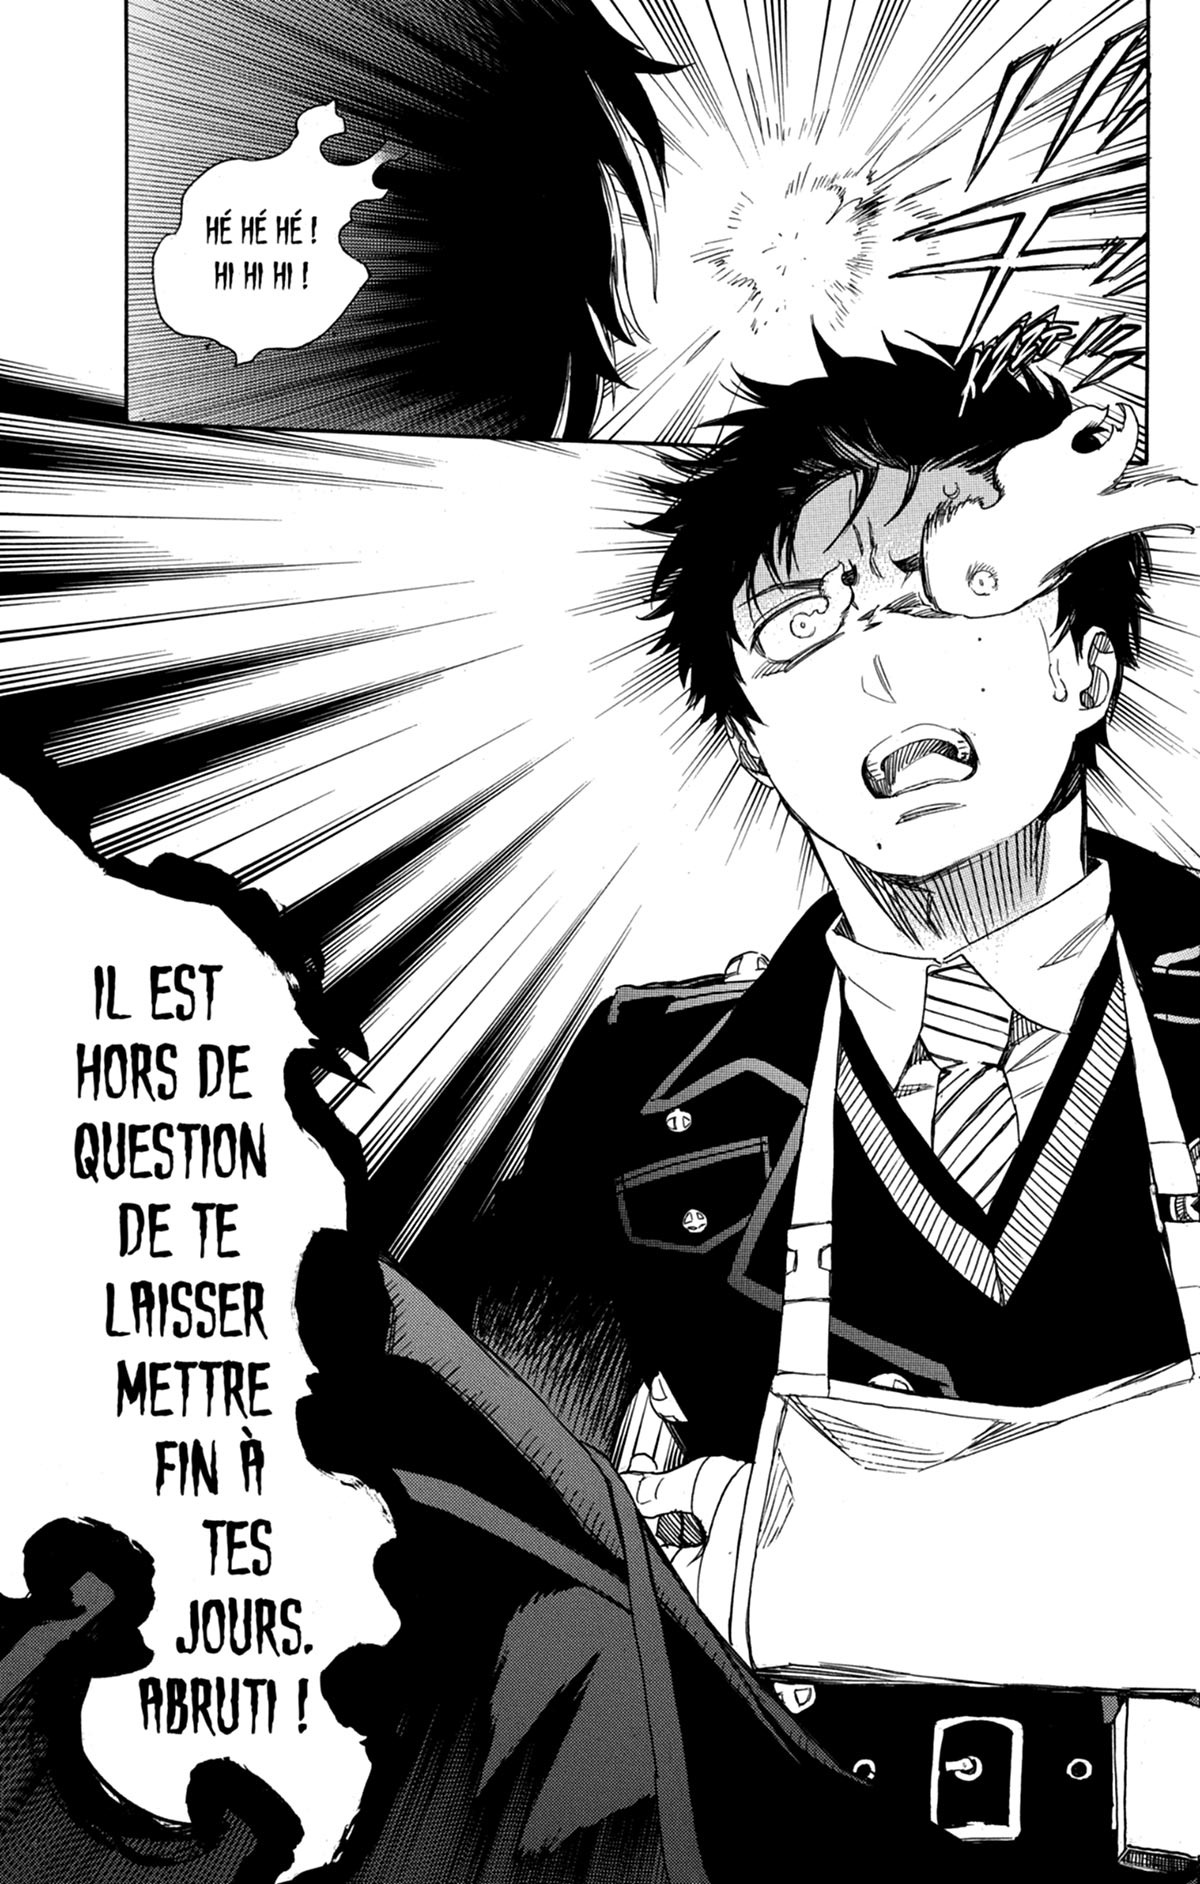 HÉ HÉ HÉ !
HI HI HI !
IL EST
HORS DE
QUESTION
DE TE
LAISSER
METTRE
FIN À
TES
JOURS.
ABRUTI !